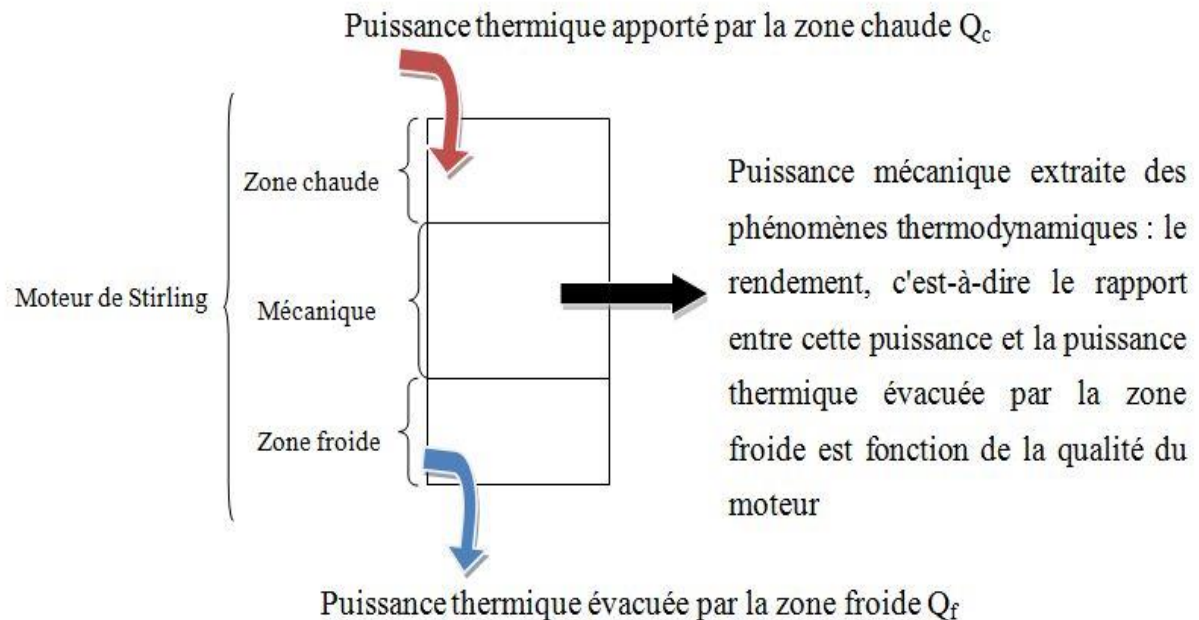 Puissance thermique apporté par la zone chaude Qc
Zone chaude
Moteur de Stirling
Mécanique
Zone froide
Puissance mécanique extraite des
phénomènes thermodynamiques : le
rendement, c'est-à-dire le rapport
entre cette puissance et la puissance
thermique évacuée par la zone
froide est fonction de la qualité du
moteur
Puissance thermique évacuée par la zone froide Qf